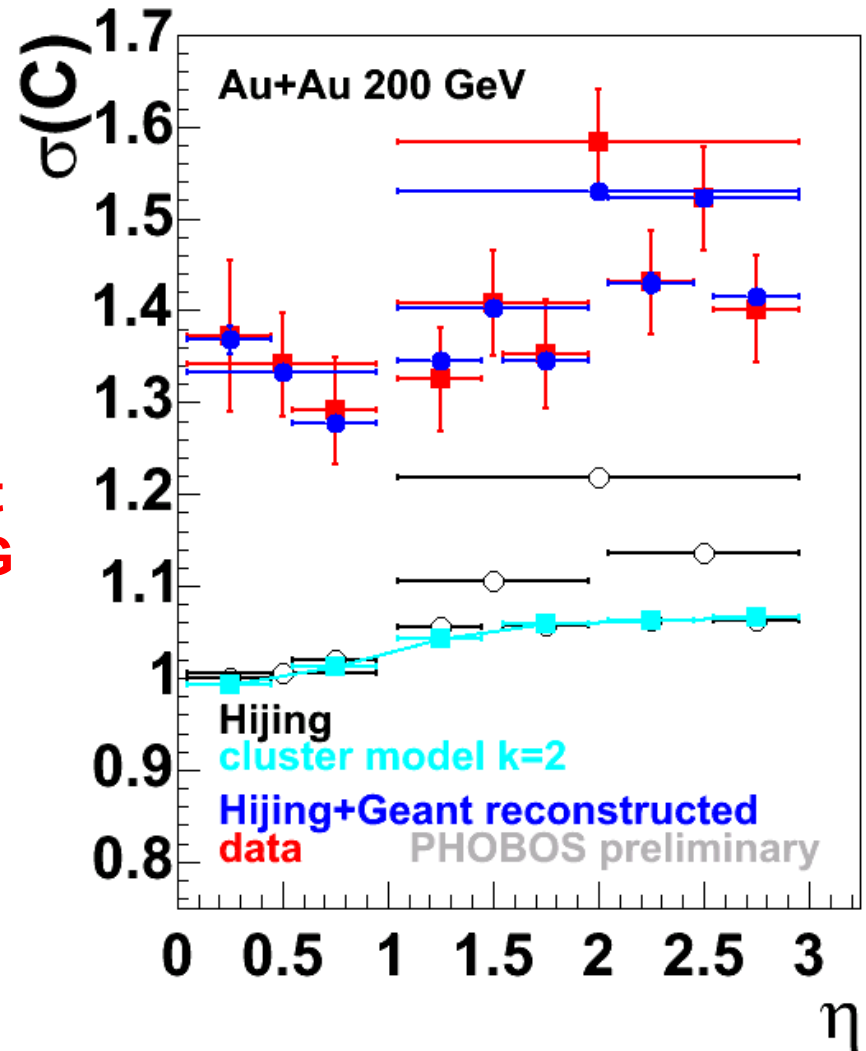 σ(C)
1.7
1.6
1.5
1.4
1.3
1.2
1.1
1
0.9
0.8
Au+Au 200 GeV
Hijing
cluster model k=2
Hijing+Geant reconstructed
data PHOBOS preliminary
0 0.5 1 1.5 2 2.5 3
η